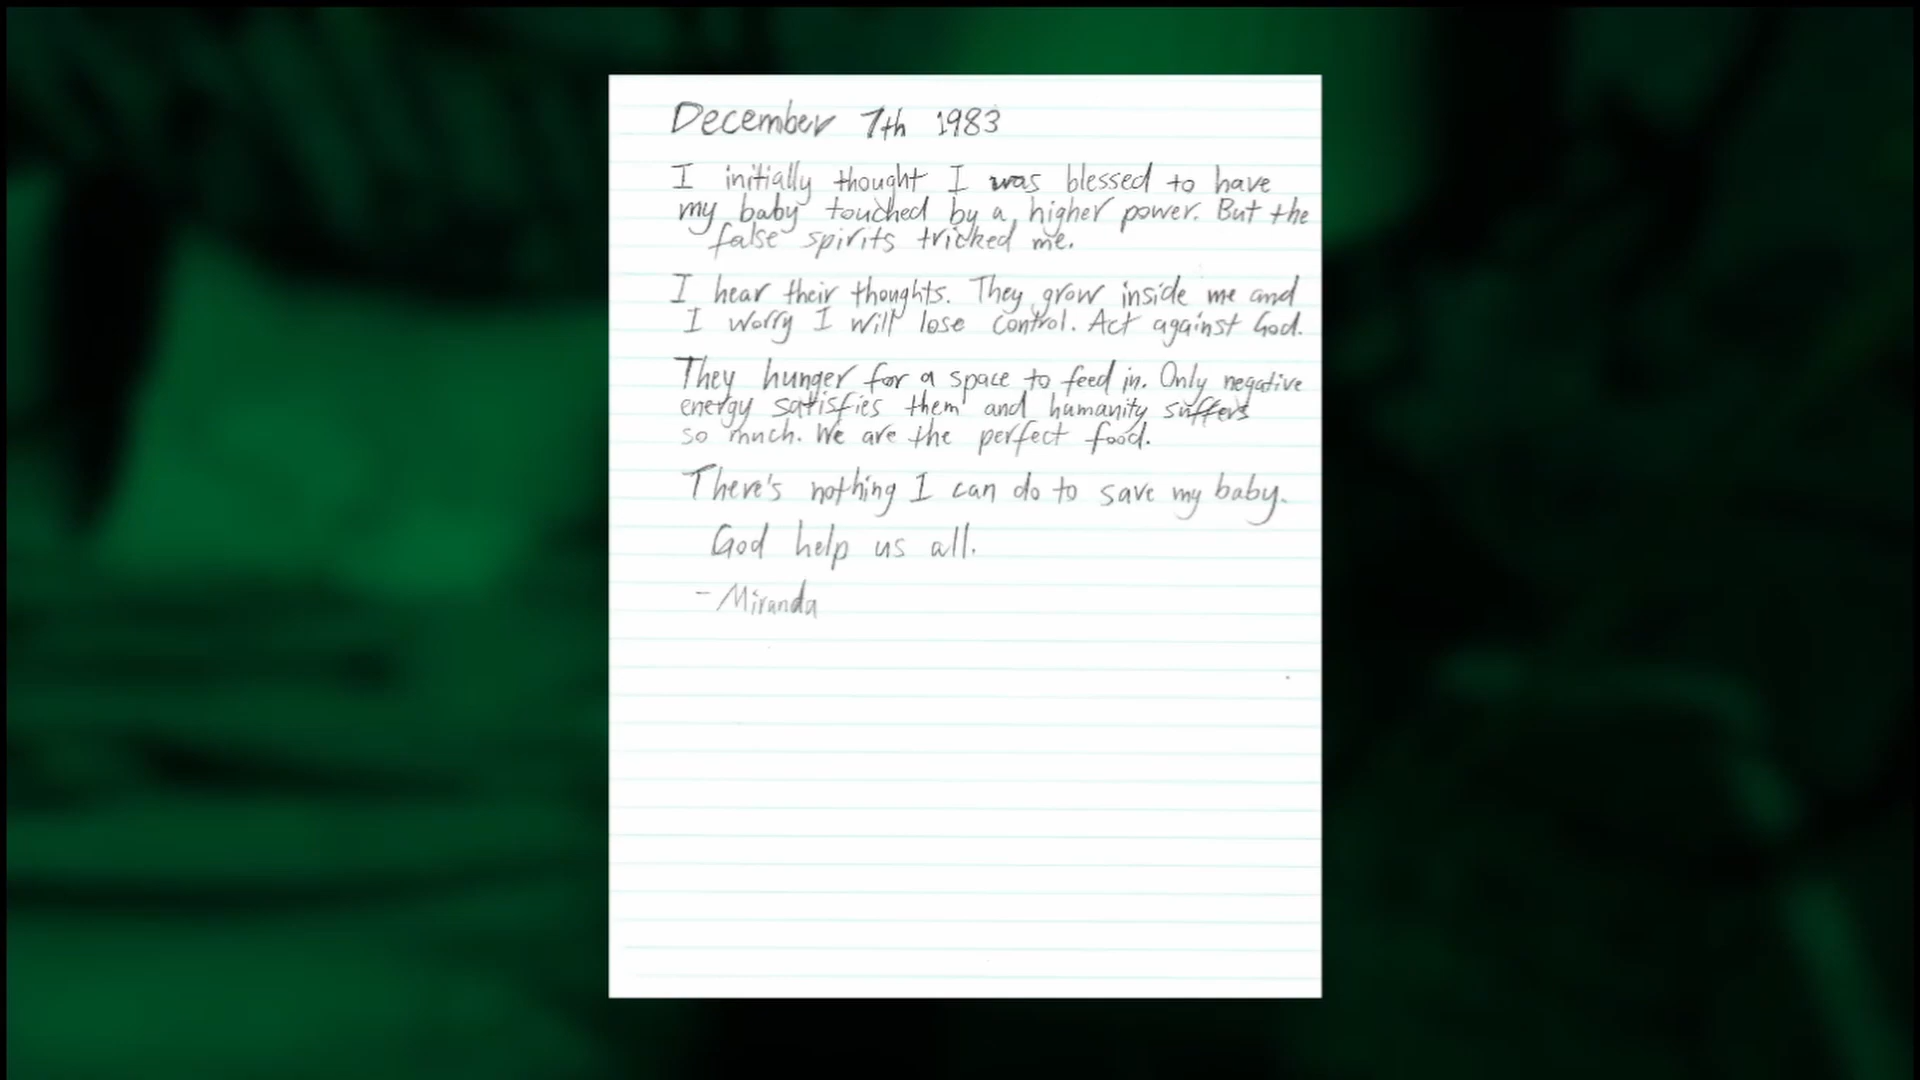 December 7th 1983
I initially thought I was blessed to have
my baby touched by a higher power. But the
false spirits tricked me.
I hear their thoughts. They grow inside me and
I worry I will lose control. Act against God.
They hunger for a space to feed in. Only negative
energy satisfies them and humanity suffers
so much. We are the perfect food.
There's nothing I can do to save my baby.
God help us all.
- Miranda